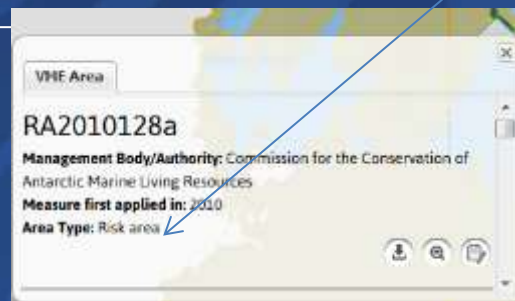 VME Area
RA2010128a
Management Body/Authority: Commission for the Conservation of
Antarctic Marine Living Resources
Measure first applied in: 2010
Area Type: Risk area